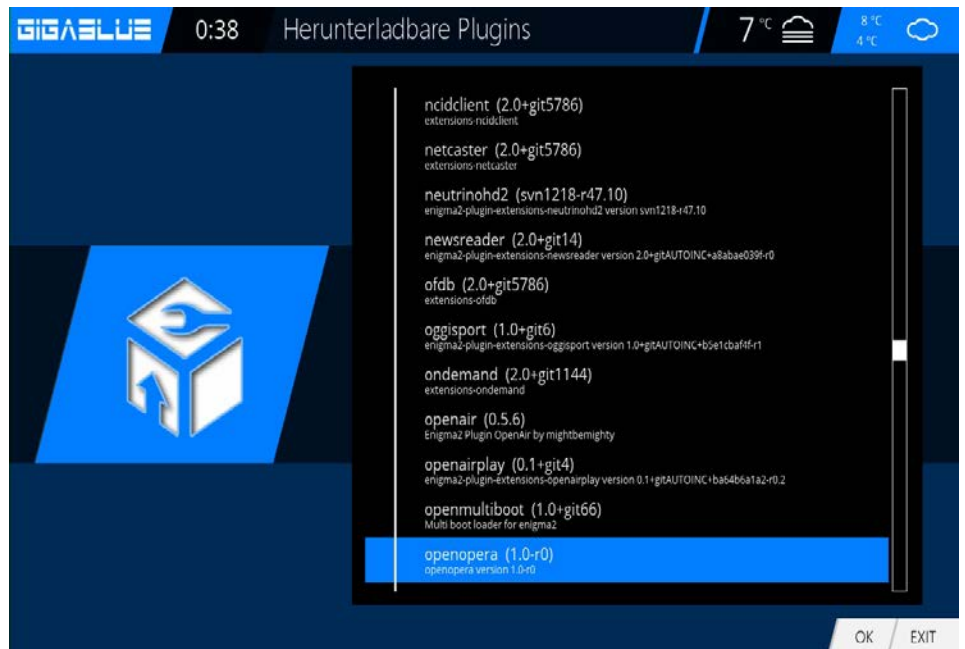 GIGABLUE 0:38 Herunterladbare Plugins 7 °C 8 °C
4 °C
ncidclient (2.0+git5786)
extensions-ncidclient
netcaster (2.0+git5786)
extensions-netcaster
neutrinohd2 (svn1218-r47.10)
enigma2-plugin-extensions-neutrinohd2 version svn1218-r47.10
newsreader (2.0+git14)
enigma2-plugin-extensions-newsreader version 2.0+gitAUTOINC+a8abae039f-r0
ofdb (2.0+git5786)
extensions-ofdb
oggisport (1.0+git6)
enigma2-plugin-extensions-oggisport version 1.0+gitAUTOINC+b5e1cbaf4f-r1
ondemand (2.0+git1144)
extensions-ondemand
openair (0.5.6)
Enigma2 Plugin OpenAir by mightbemighty
openairplay (0.1+git4)
enigma2-plugin-extensions-openairplay version 0.1+gitAUTOINC+ba64b6a1a2-r0.2
openmultiboot (1.0+git66)
Multi boot loader for enigma2
openopera (1.0-r0)
openopera version 1.0-r0
OK EXIT